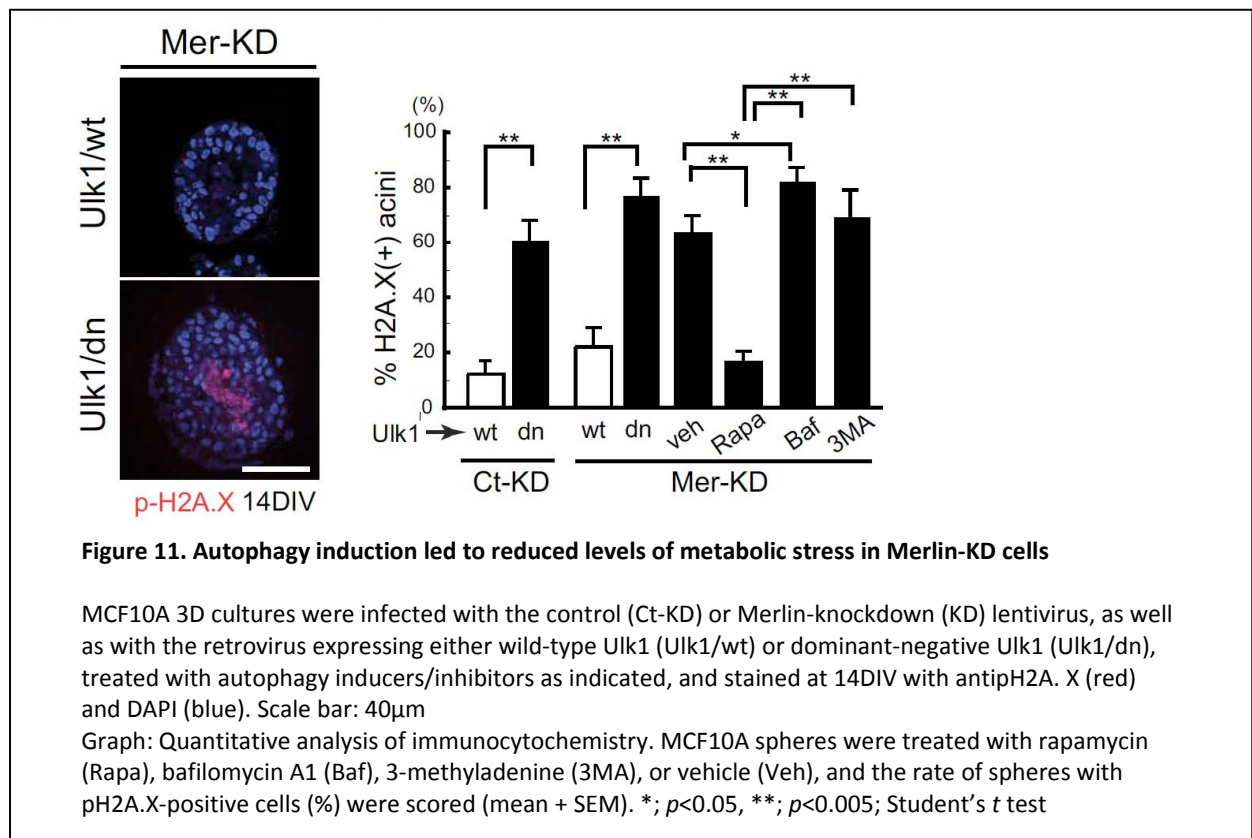 Mer-KD
Ulk1/wt
Ulk1/dn
p-H2A.X 14DIV
(%)
% H2A.X(+) acini
100
80
60
40
20
0
** ** * ** ** **
Ulk1 → wt dn wt dn veh Rapa Baf 3MA
Ct-KD Mer-KD
Figure 11. Autophagy induction led to reduced levels of metabolic stress in Merlin-KD cells
MCF10A 3D cultures were infected with the control (Ct-KD) or Merlin-knockdown (KD) lentivirus, as well
as with the retrovirus expressing either wild-type Ulk1 (Ulk1/wt) or dominant-negative Ulk1 (Ulk1/dn),
treated with autophagy inducers/inhibitors as indicated, and stained at 14DIV with antipH2A. X (red)
and DAPI (blue). Scale bar: 40μm
Graph: Quantitative analysis of immunocytochemistry. MCF10A spheres were treated with rapamycin
(Rapa), bafilomycin A1 (Baf), 3-methyladenine (3MA), or vehicle (Veh), and the rate of spheres with
pH2A.X-positive cells (%) were scored (mean + SEM). *; p<0.05, **; p<0.005; Student’s t test